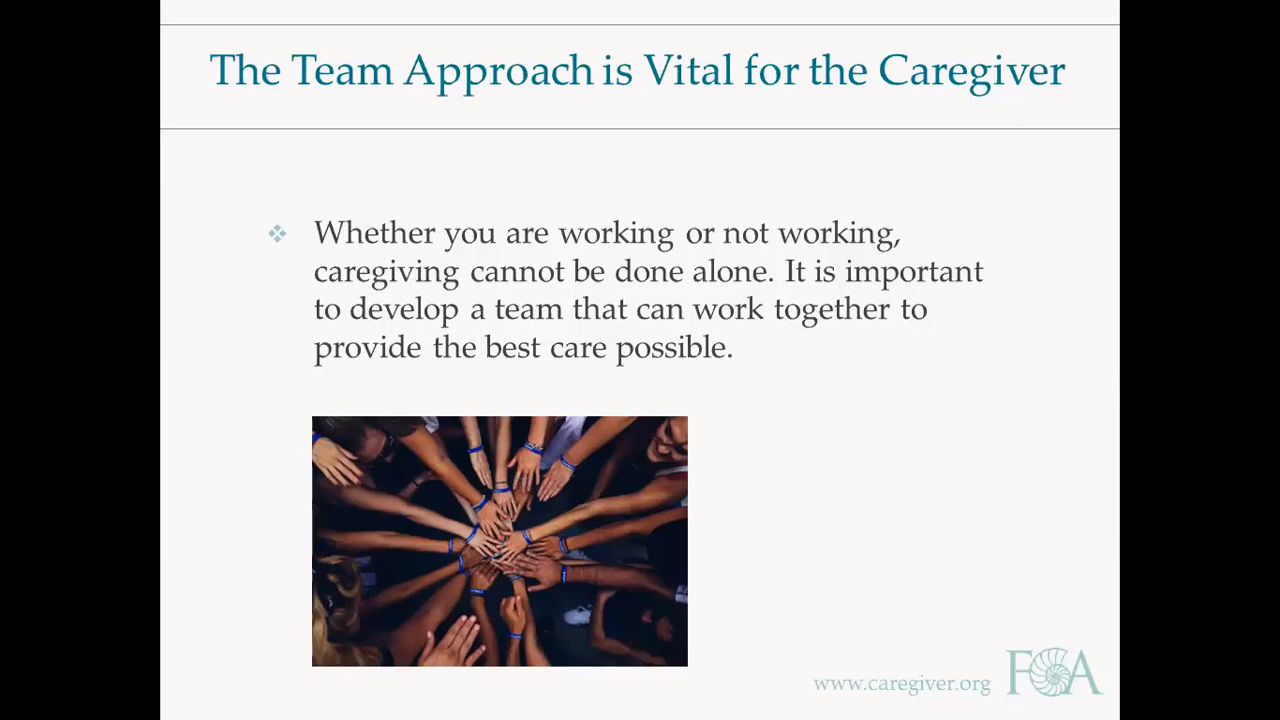 The Team Approach is Vital for the Caregiver
Whether you are working or not working,
caregiving cannot be done alone. It is important
to develop a team that can work together to
provide the best care possible.
www.caregiver.org FCA